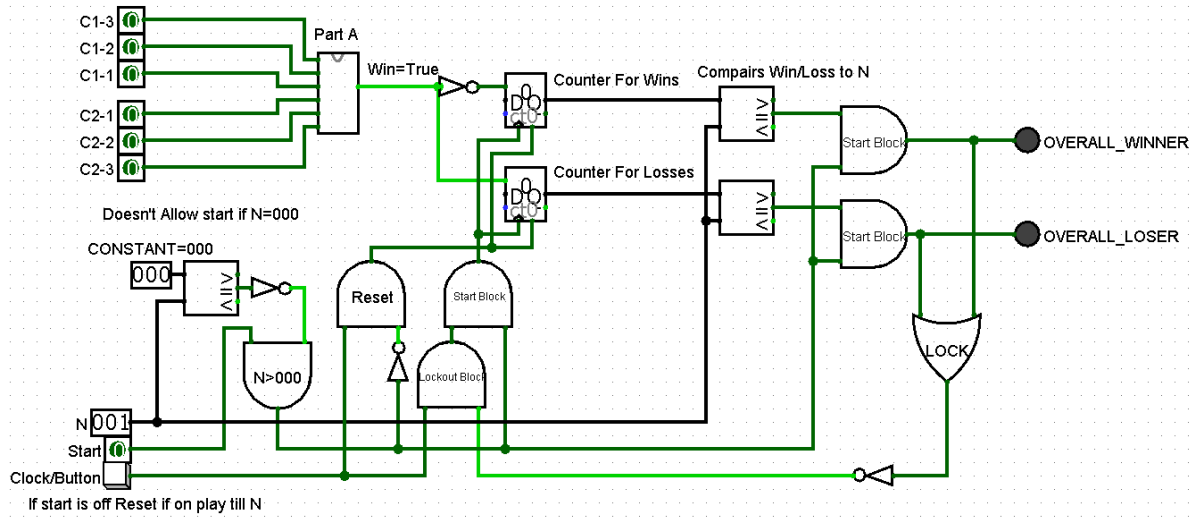 C1-3
C1-2
C1-1
C2-1
C2-2
C2-3
Part A
Win=True
Counter For Wins
Compairs Win/Loss to N
Start Block
OVERALL_WINNER
Counter For Losses
Start Block
OVERALL_LOSER
Doesn't Allow start if N=000
CONSTANT=000
000
Reset
Start Block
N>000
Lockout Block
LOCK
N 001
Start
Clock/Button
If start is off Reset if on play till N